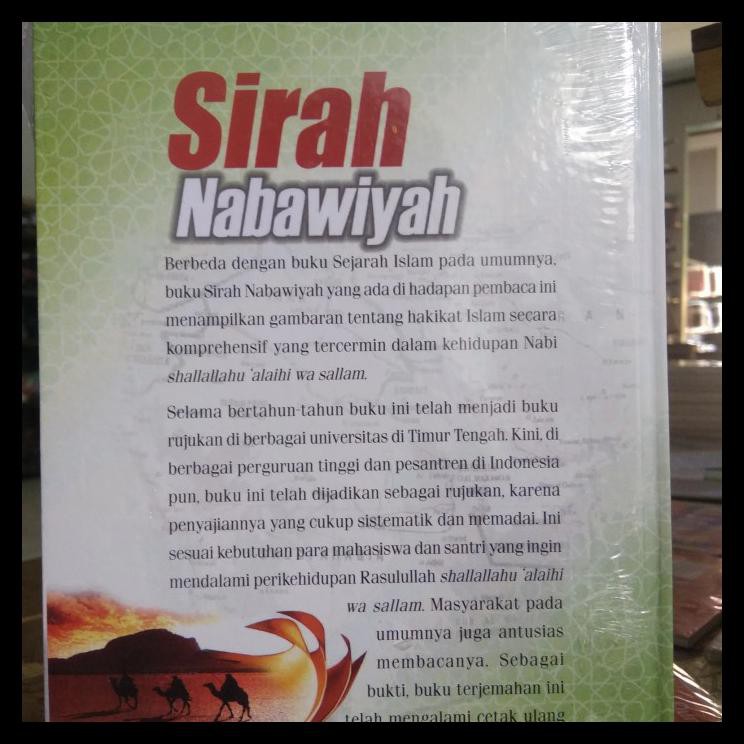 Sirah
Nabawiyah
Berbeda dengan buku Sejarah Islam pada umumnya,
buku Sirah Nabawiyah yang ada di hadapan pembaca ini
menampilkan gambaran tentang hakikat Islam secara
komprehensif yang tercermin dalam kehidupan Nabi
shallallahu 'alaihi wa sallam.
Selama bertahun-tahun buku ini telah menjadi buku
rujukan di berbagai universitas di Timur Tengah. Kini, di
berbagai perguruan tinggi dan pesantren di Indonesia
pun, buku ini telah dijadikan sebagai rujukan, karena
penyajiannya yang cukup sistematik dan memadai. Ini
sesuai kebutuhan para mahasiswa dan santri yang ingin
mendalami perikehidupan Rasulullah shallallahu 'alaihi
wa sallam. Masyarakat pada
umumnya juga antusias
membacanya. Sebagai
bukti, buku terjemahan ini
telah mengalami cetak ulang